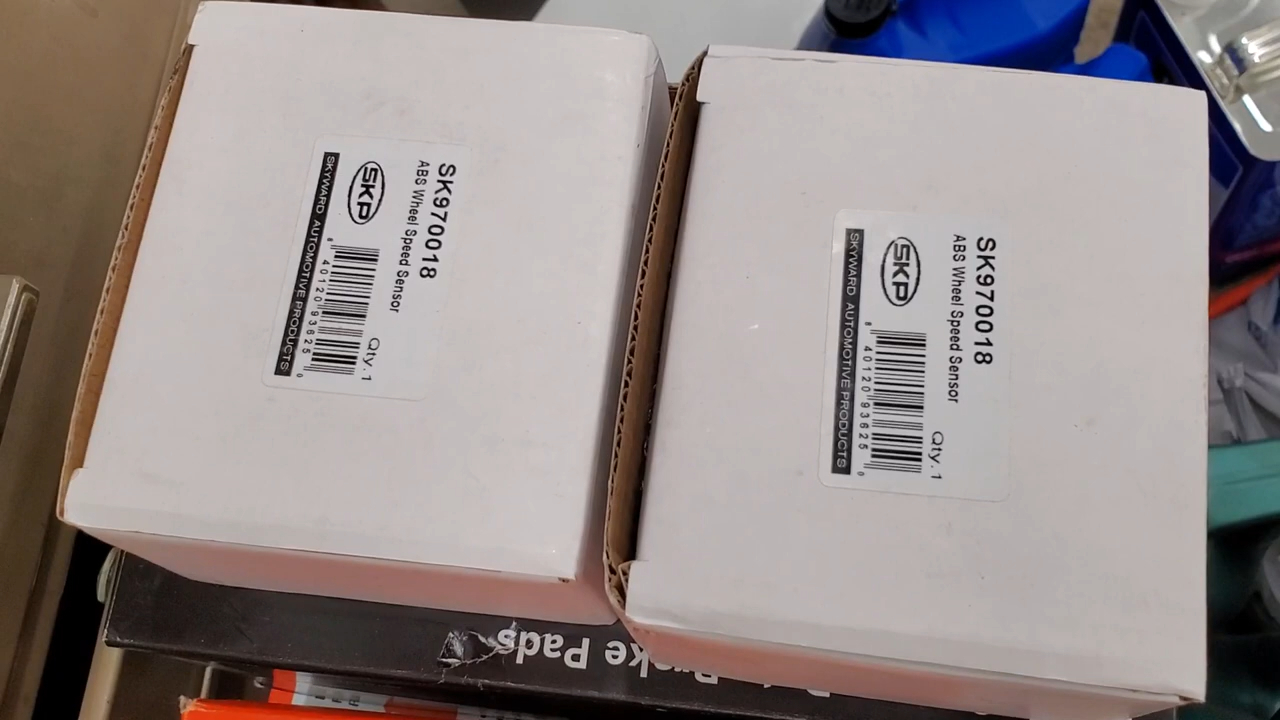 SK970018
ABS Wheel Speed Sensor
Qty. 1
SKP
8 40120 93625 0
SKYWARD AUTOMOTIVE PRODUCTS
SK970018
ABS Wheel Speed Sensor
Qty. 1
SKP
8 40120 93625 0
SKYWARD AUTOMOTIVE PRODUCTS
Brake Pads